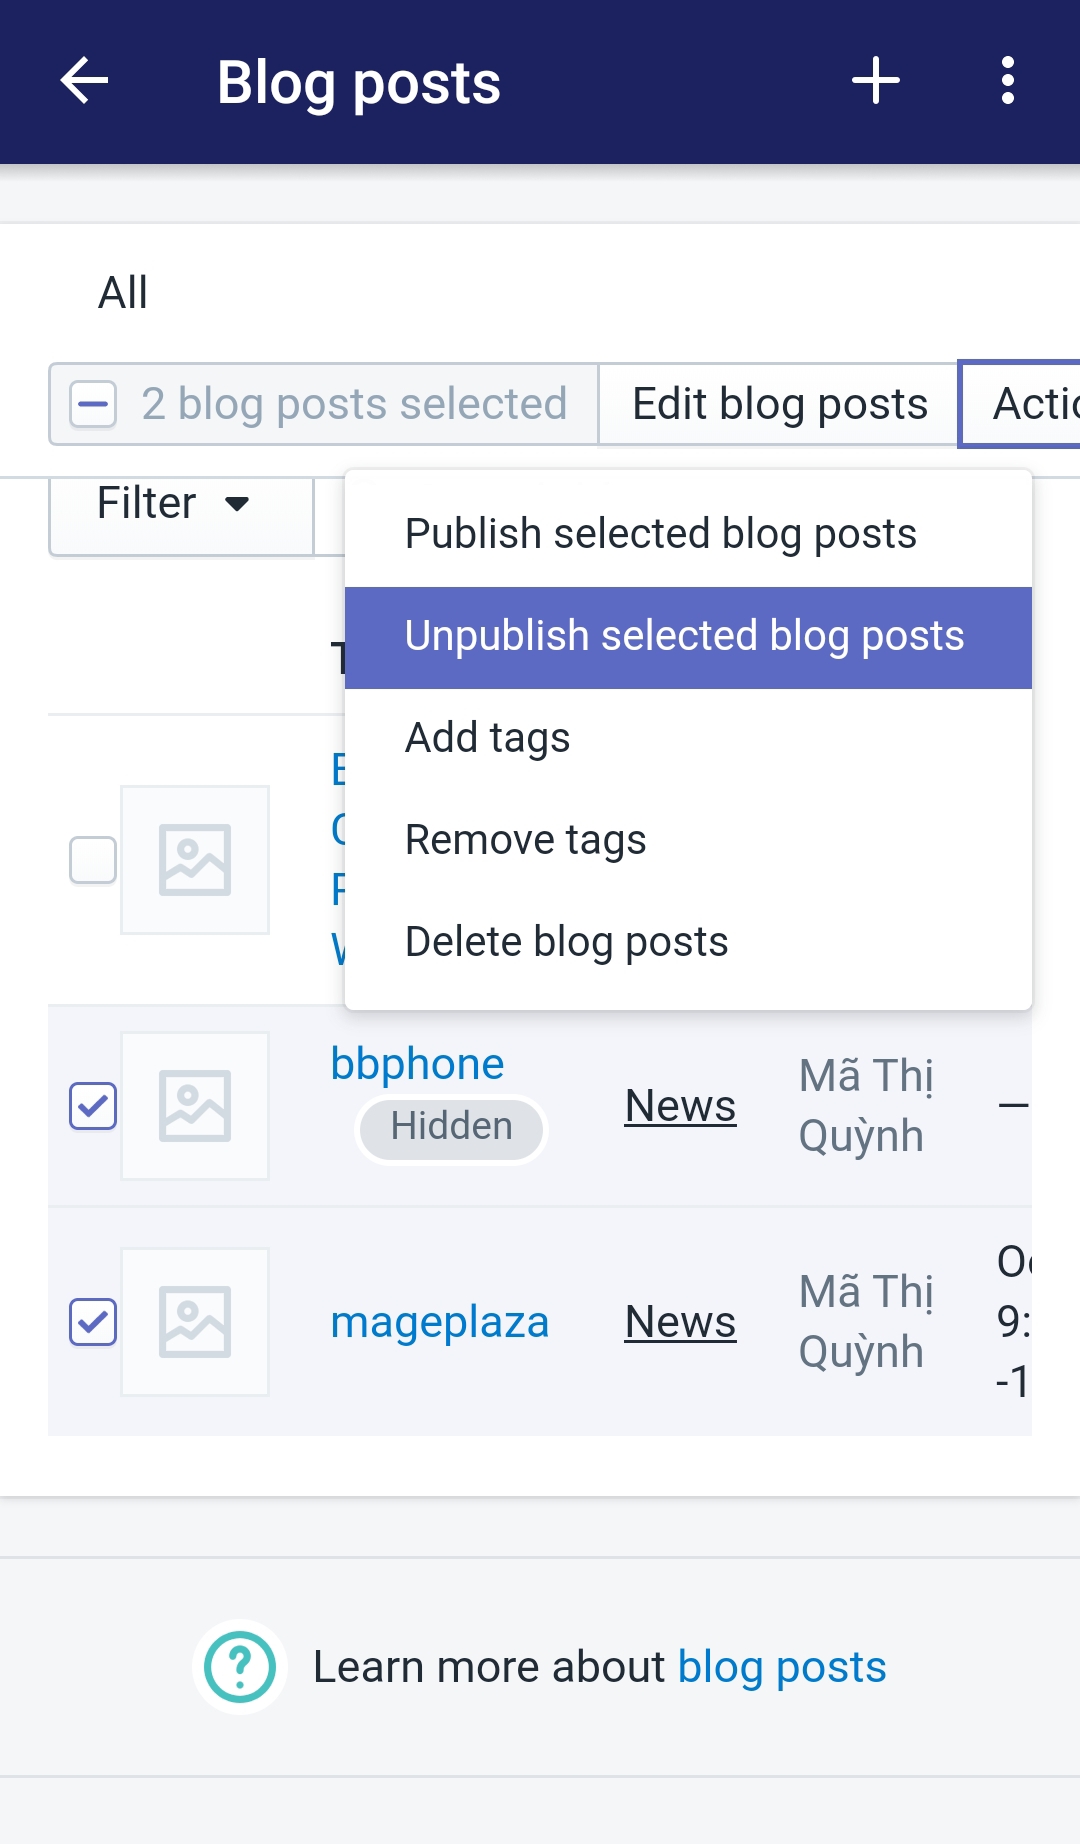 Blog posts
All
2 blog posts selected
Edit blog posts
Filter
Publish selected blog posts
Unpublish selected blog posts
Add tags
Remove tags
Delete blog posts
bbphone
Hidden
News
Mã Thị
Quỳnh
—
mageplaza
News
Mã Thị
Quỳnh
9:
-1
Learn more about blog posts